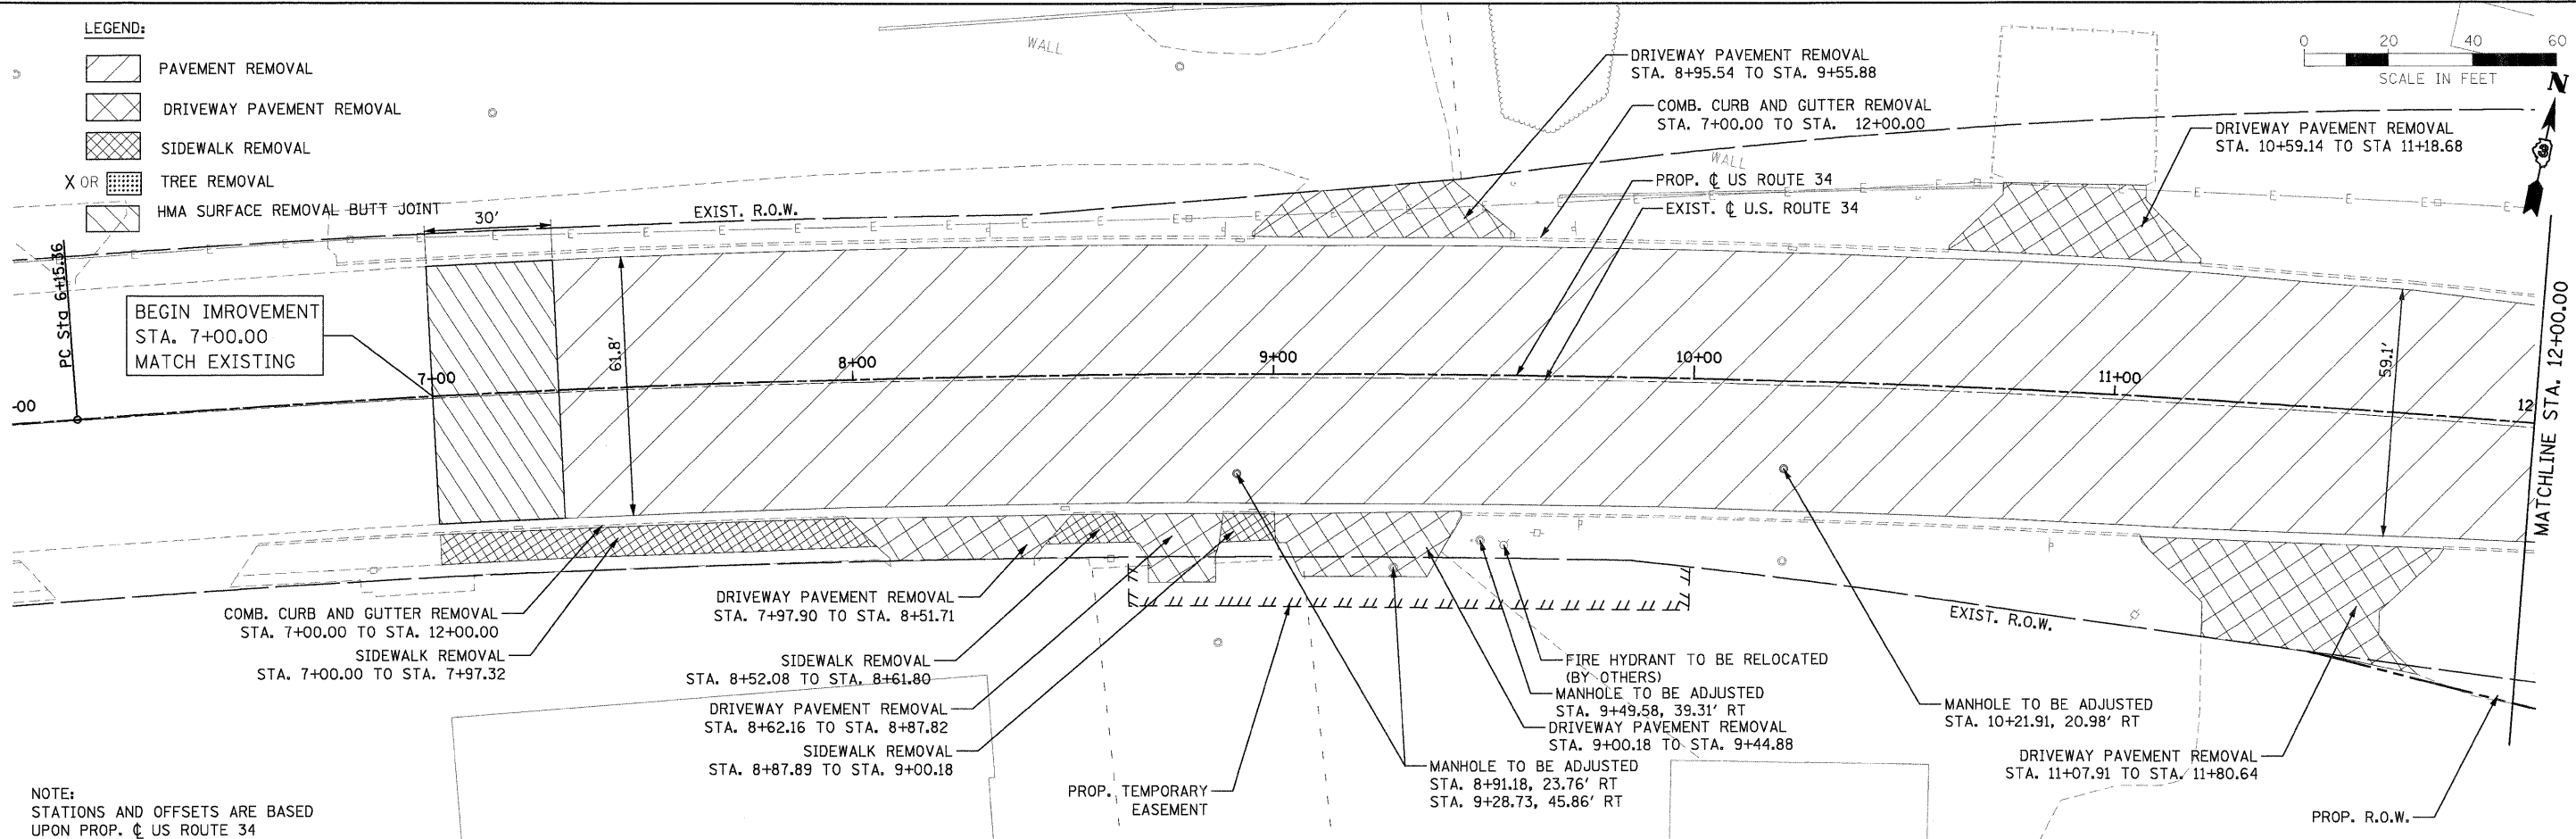 LEGEND:
PAVEMENT REMOVAL
DRIVEWAY PAVEMENT REMOVAL
SIDEWALK REMOVAL
X OR
TREE REMOVAL
HMA SURFACE REMOVAL BUTT JOINT
WALL
DRIVEWAY PAVEMENT REMOVAL
STA. 8+95.54 TO STA. 9+55.88
COMB. CURB AND GUTTER REMOVAL
STA. 7+00.00 TO STA. 12+00.00
WALL
PROP. ℄ US ROUTE 34
EXIST. ℄ U.S. ROUTE 34
0 20 40 60
SCALE IN FEET
N
DRIVEWAY PAVEMENT REMOVAL
STA. 10+59.14 TO STA 11+18.68
30'
EXIST. R.O.W.
E E E E E E E E E E E E E E E E E E E E
PC Sta 6+15.36
BEGIN IMROVEMENT
STA. 7+00.00
MATCH EXISTING
61.8'
59.1'
-00
7+00
8+00
9+00
10+00
11+00
12
MATCHLINE STA. 12+00.00
COMB. CURB AND GUTTER REMOVAL
STA. 7+00.00 TO STA. 12+00.00
SIDEWALK REMOVAL
STA. 7+00.00 TO STA. 7+97.32
DRIVEWAY PAVEMENT REMOVAL
STA. 7+97.90 TO STA. 8+51.71
SIDEWALK REMOVAL
STA. 8+52.08 TO STA. 8+61.80
DRIVEWAY PAVEMENT REMOVAL
STA. 8+62.16 TO STA. 8+87.82
SIDEWALK REMOVAL
STA. 8+87.89 TO STA. 9+00.18
PROP. TEMPORARY
EASEMENT
FIRE HYDRANT TO BE RELOCATED
(BY OTHERS)
MANHOLE TO BE ADJUSTED
STA. 9+49.58, 39.31' RT
DRIVEWAY PAVEMENT REMOVAL
STA. 9+00.18 TO STA. 9+44.88
MANHOLE TO BE ADJUSTED
STA. 8+91.18, 23.76' RT
STA. 9+28.73, 45.86' RT
EXIST. R.O.W.
MANHOLE TO BE ADJUSTED
STA. 10+21.91, 20.98' RT
DRIVEWAY PAVEMENT REMOVAL
STA. 11+07.91 TO STA. 11+80.64
PROP. R.O.W.
NOTE:
STATIONS AND OFFSETS ARE BASED
UPON PROP. ℄ US ROUTE 34